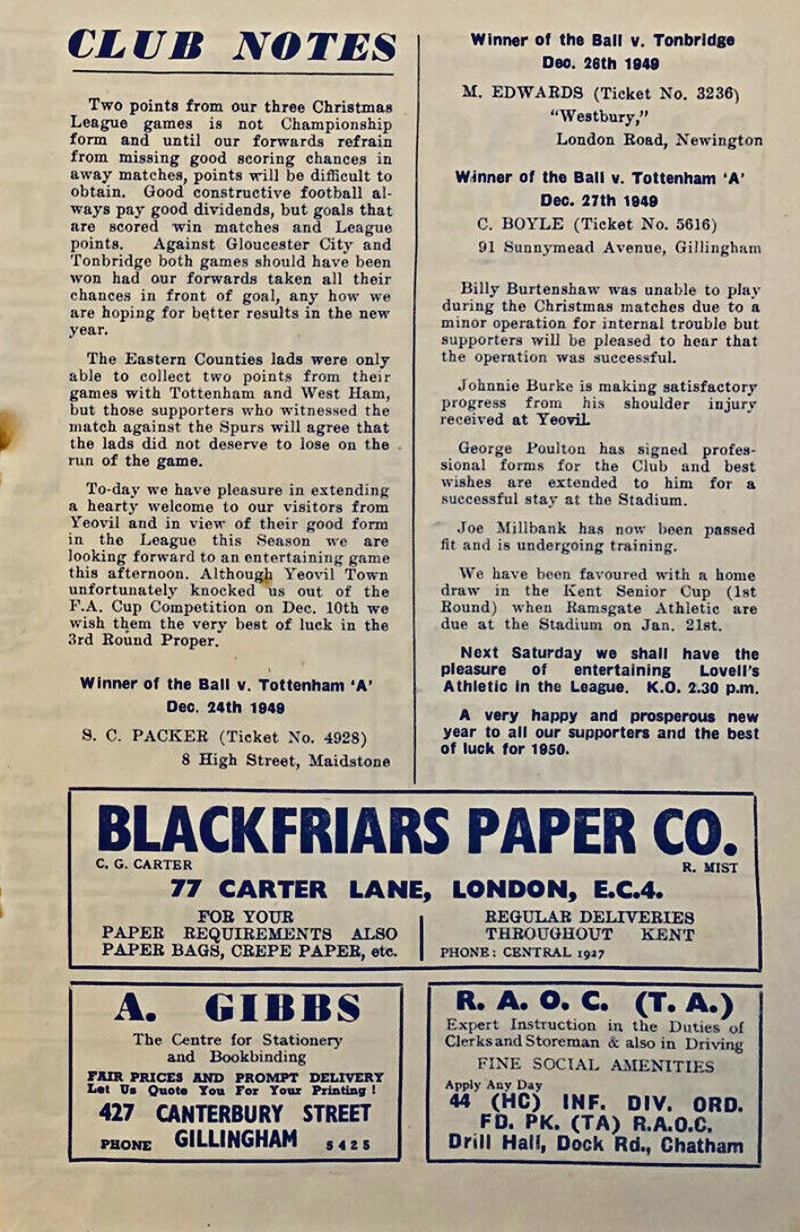 CLUB NOTES
Two points from our three Christmas
League games is not Championship
form and until our forwards refrain
from missing good scoring chances in
away matches, points will be difficult to
obtain. Good constructive football al-
ways pay good dividends, but goals that
are scored win matches and League
points. Against Gloucester City and
Tonbridge both games should have been
won had our forwards taken all their
chances in front of goal, any how we
are hoping for better results in the new
year.
The Eastern Counties lads were only
able to collect two points from their
games with Tottenham and West Ham,
but those supporters who witnessed the
match against the Spurs will agree that
the lads did not deserve to lose on the
run of the game.
To-day we have pleasure in extending
a hearty welcome to our visitors from
Yeovil and in view of their good form
in the League this Season we are
looking forward to an entertaining game
this afternoon. Although Yeovil Town
unfortunately knocked us out of the
F.A. Cup Competition on Dec. 10th we
wish them the very best of luck in the
3rd Round Proper.
Winner of the Ball v. Tottenham ‘A’
Dec. 24th 1949
S. C. PACKER (Ticket No. 4928)
8 High Street, Maidstone
Winner of the Ball v. Tonbridge
Dec. 26th 1949
M. EDWARDS (Ticket No. 3236)
“Westbury,”
London Road, Newington
Winner of the Ball v. Tottenham ‘A’
Dec. 27th 1949
C. BOYLE (Ticket No. 5616)
91 Sunnymead Avenue, Gillingham
Billy Burtenshaw was unable to play
during the Christmas matches due to a
minor operation for internal trouble but
supporters will be pleased to hear that
the operation was successful.
Johnnie Burke is making satisfactory
progress from his shoulder injury
received at Yeovil.
George Poulton has signed profes-
sional forms for the Club and best
wishes are extended to him for a
successful stay at the Stadium.
Joe Millbank has now been passed
fit and is undergoing training.
We have been favoured with a home
draw in the Kent Senior Cup (1st
Round) when Ramsgate Athletic are
due at the Stadium on Jan. 21st.
Next Saturday we shall have the
pleasure of entertaining Lovell's
Athletic in the League. K.O. 2.30 p.m.
A very happy and prosperous new
year to all our supporters and the best
of luck for 1950.
BLACKFRIARS PAPER CO.
C. G. CARTER R. MIST
77 CARTER LANE, LONDON, E.C.4.
FOR YOUR
PAPER REQUIREMENTS ALSO
PAPER BAGS, CREPE PAPER, etc.
REGULAR DELIVERIES
THROUGHOUT KENT
PHONE: CENTRAL 1927
A. GIBBS
The Centre for Stationery
and Bookbinding
FAIR PRICES AND PROMPT DELIVERY
Let Us Quote You For Your Printing!
427 CANTERBURY STREET
PHONE GILLINGHAM 5425
R. A. O. C. (T. A.)
Expert Instruction in the Duties of
Clerks and Storeman & also in Driving
FINE SOCIAL AMENITIES
Apply Any Day
44 (HC) INF. DIV. ORD.
FD. PK. (TA) R.A.O.C.
Drill Hall, Dock Rd., Chatham